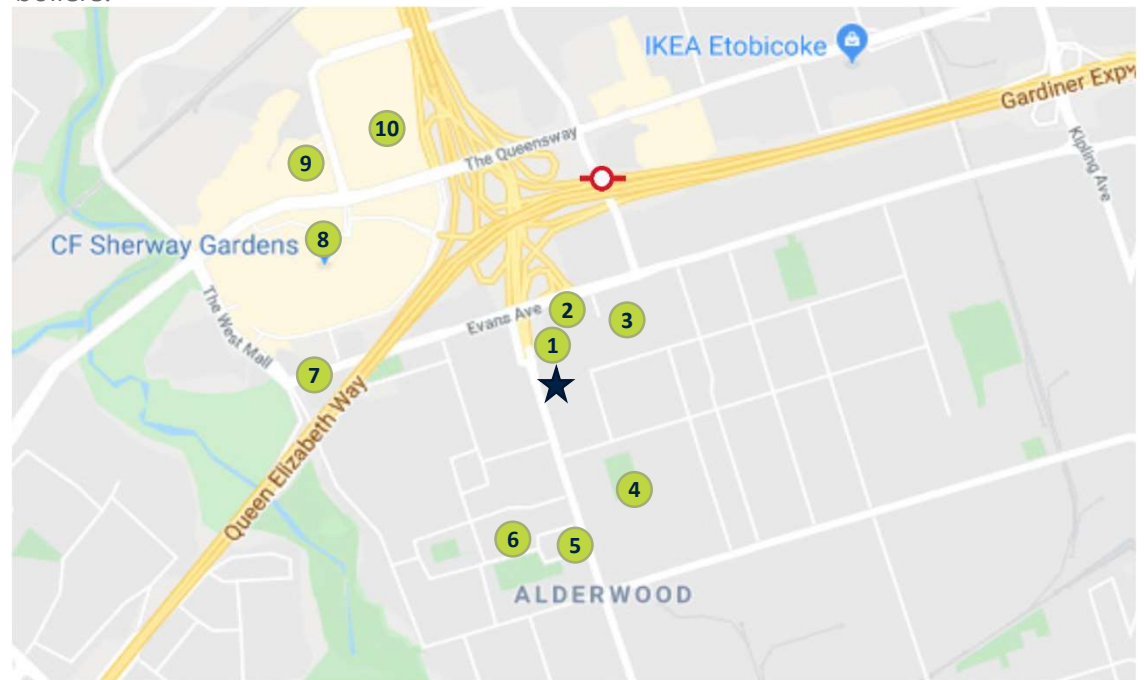 boilers.
IKEA Etobicoke
Gardiner Expy
10
The Queensway
9
Kipling Ave
8
CF Sherway Gardens
The West Mall
2
Evans Ave
3
1
7
Queen Elizabeth Way
4
6
5
ALDERWOOD